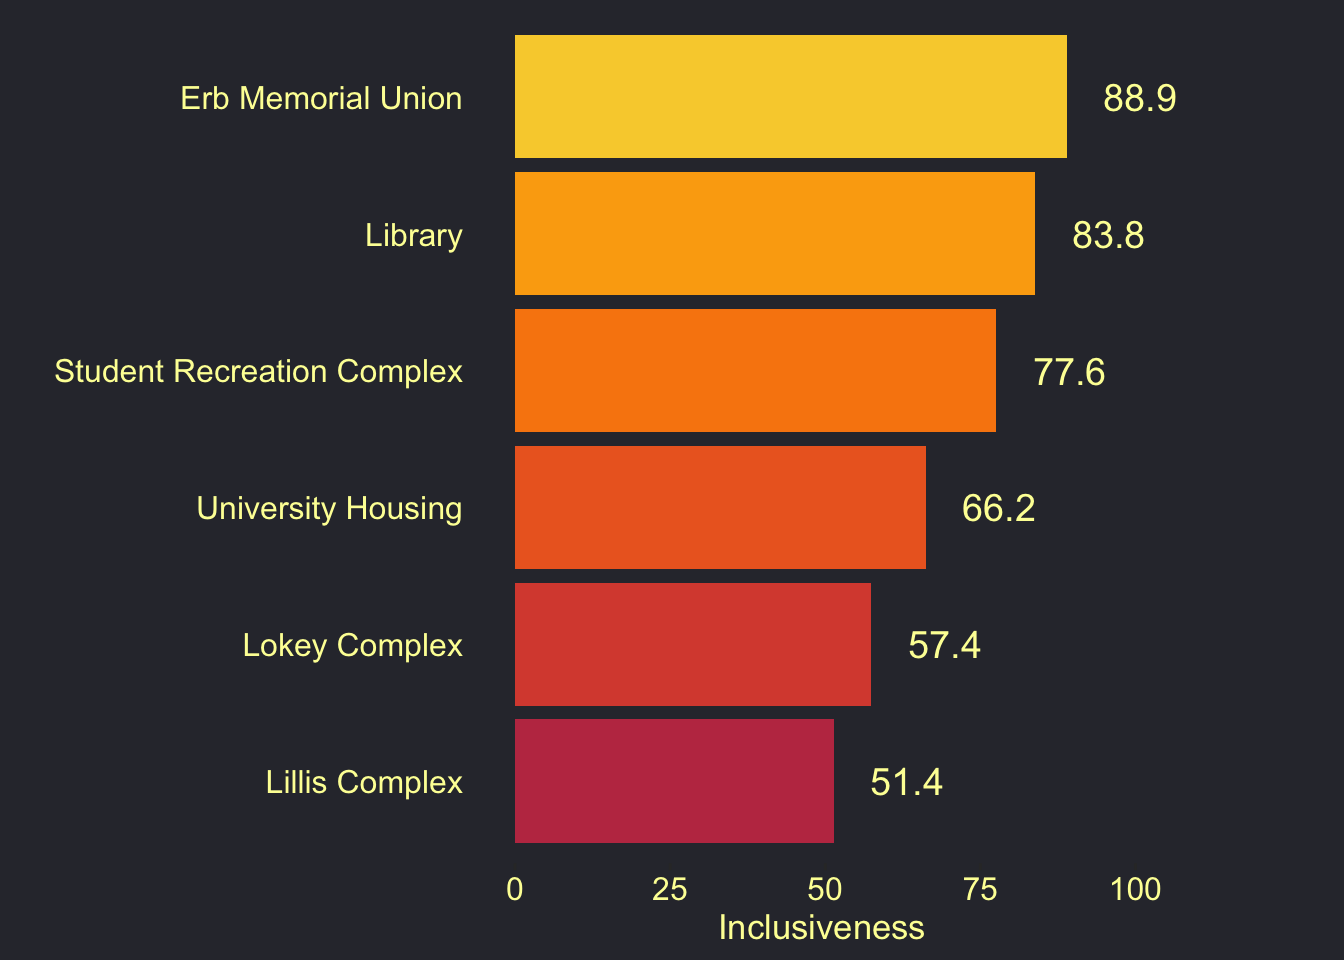 Erb Memorial Union 88.9
Library 83.8
Student Recreation Complex 77.6
University Housing 66.2
Lokey Complex 57.4
Lillis Complex 51.4
0 25 50 75 100
Inclusiveness